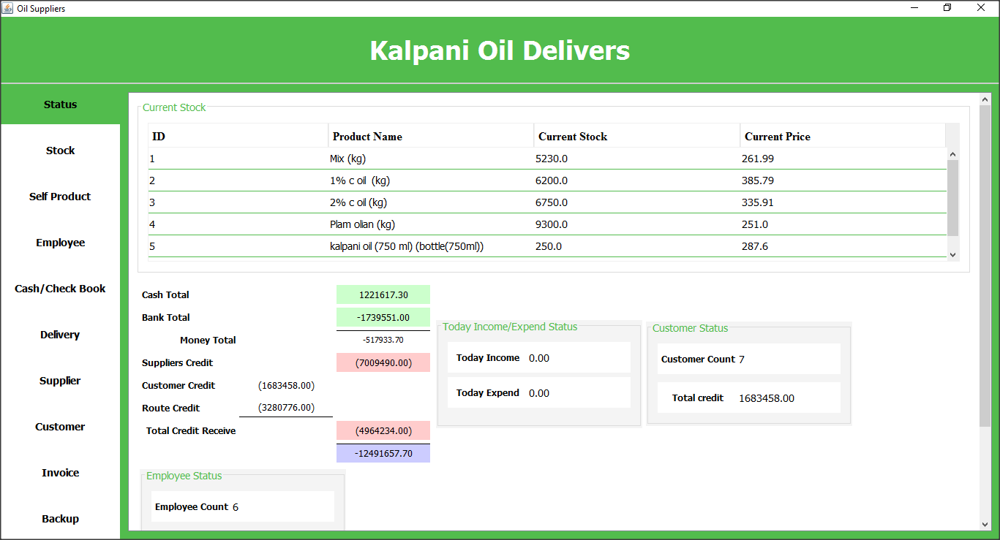 Oil Suppliers
Kalpani Oil Delivers
Status
Stock
Self Product
Employee
Cash/Check Book
Delivery
Supplier
Customer
Invoice
Backup
Current Stock
ID Product Name Current Stock Current Price
1 Mix (kg) 5230.0 261.99
2 1% c oil (kg) 6200.0 385.79
3 2% c oil (kg) 6750.0 335.91
4 Plam olian (kg) 9300.0 251.0
5 kalpani oil (750 ml) (bottle(750ml)) 250.0 287.6
Cash Total 1221617.30
Bank Total -1739551.00
Money Total -517933.70
Suppliers Credit (7009490.00)
Customer Credit (1683458.00)
Route Credit (3280776.00)
Total Credit Receive (4964234.00)
-12491657.70
Today Income/Expend Status
Today Income 0.00
Today Expend 0.00
Customer Status
Customer Count 7
Total credit 1683458.00
Employee Status
Employee Count 6